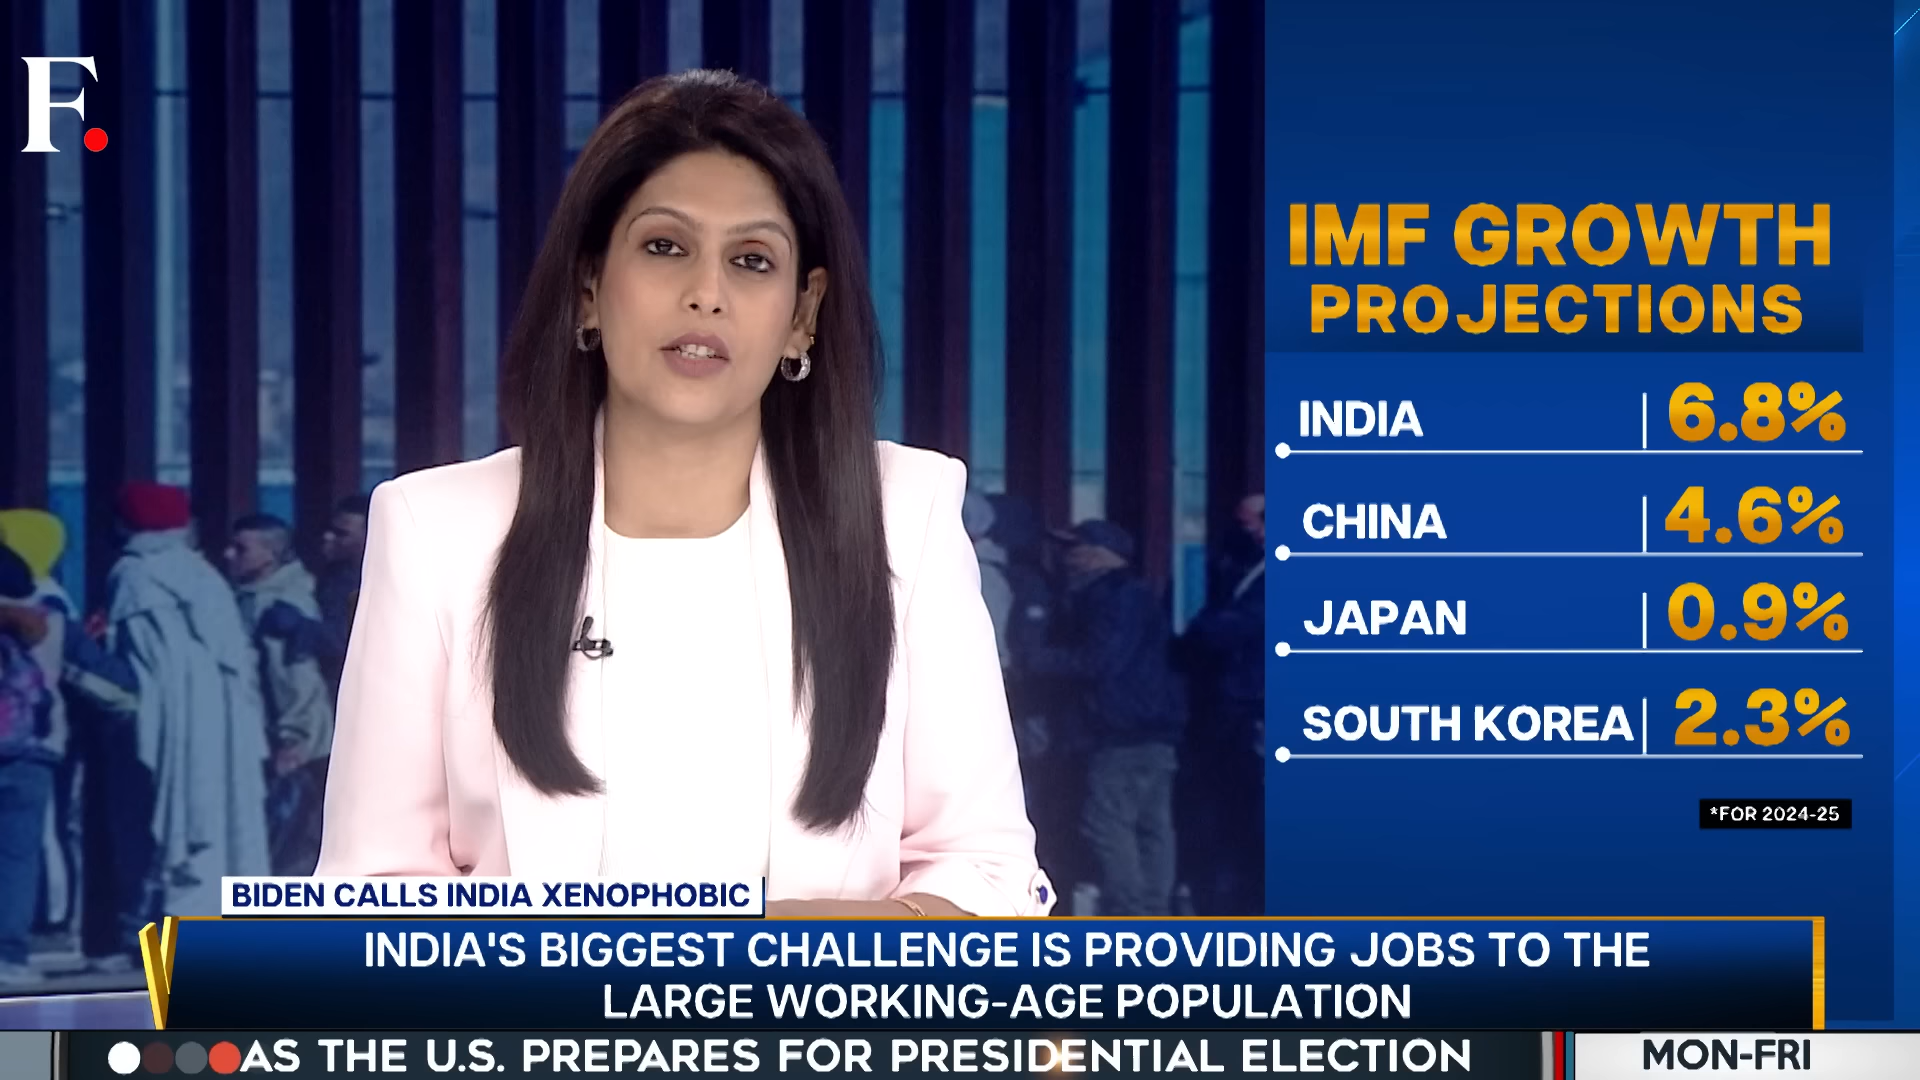 F.
IMF GROWTH
PROJECTIONS
INDIA 6.8%
CHINA 4.6%
JAPAN 0.9%
SOUTH KOREA 2.3%
*FOR 2024-25
BIDEN CALLS INDIA XENOPHOBIC
INDIA'S BIGGEST CHALLENGE IS PROVIDING JOBS TO THE
LARGE WORKING-AGE POPULATION
AS THE U.S. PREPARES FOR PRESIDENTIAL ELECTION
MON-FRI